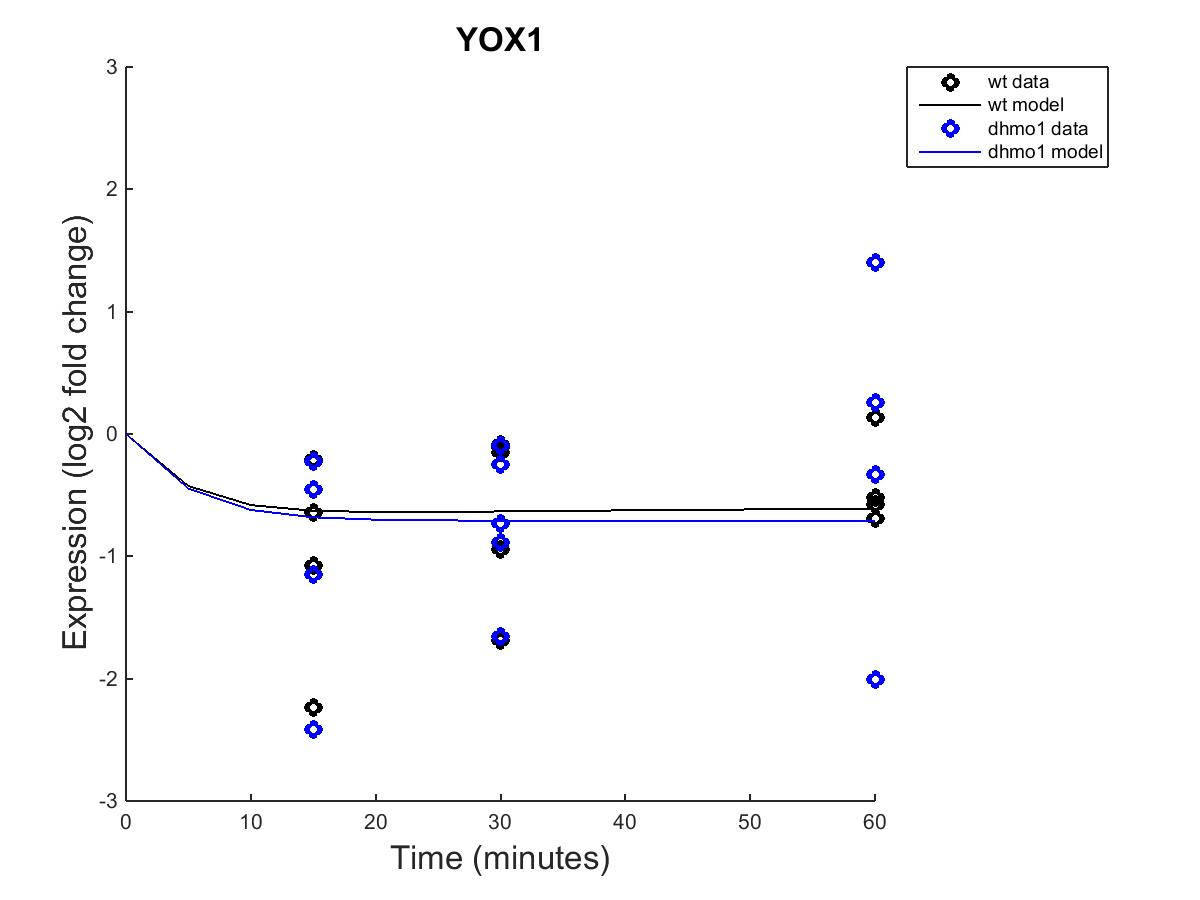 YOX1
wt data
wt model
dhmo1 data
dhmo1 model
3
2
1
0
-1
-2
-3
Expression (log2 fold change)
0 10 20 30 40 50 60
Time (minutes)